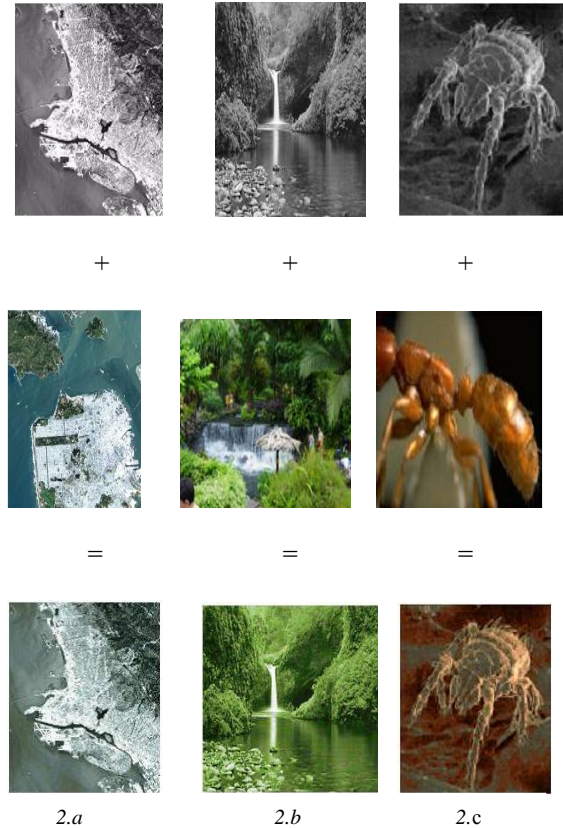 + + +
= = =
2.a 2.b 2.c